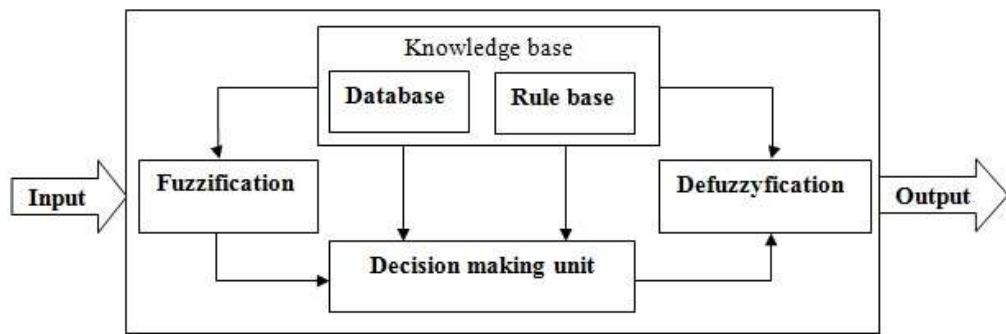 Knowledge base
Database
Rule base
Input
Fuzzification
Defuzzyfication
Output
Decision making unit